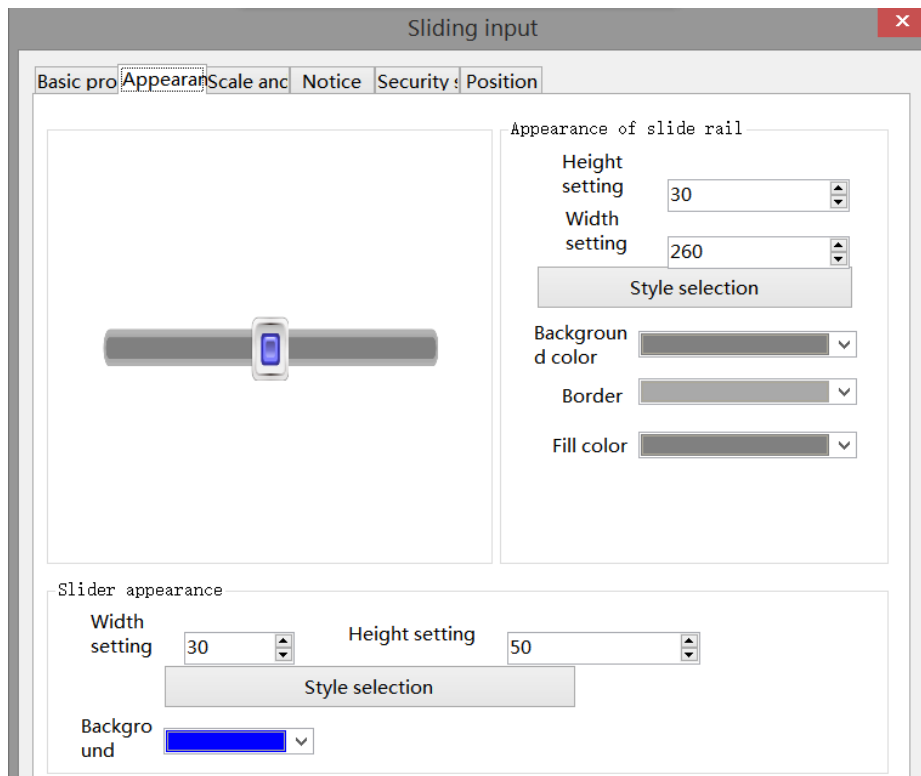 Sliding input
Basic pro Appearan Scale and Notice Security s Position
Appearance of slide rail
Height
setting
30
Width
setting
260
Style selection
Backgroun
d color
Border
Fill color
Slider appearance
Width
setting
30
Height setting
50
Style selection
Backgro
und